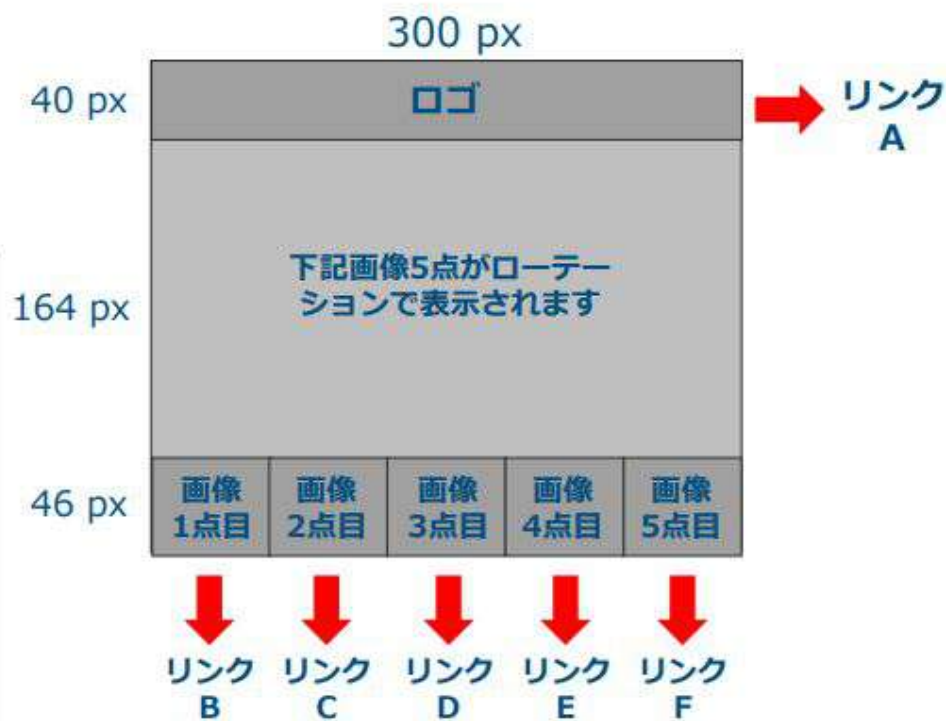 300 px
40 px
ロゴ
リンク
A
下記画像5点がローテー
ションで表示されます
164 px
46 px
画像
1点目
画像
2点目
画像
3点目
画像
4点目
画像
5点目
リンク
B
リンク
C
リンク
D
リンク
E
リンク
F